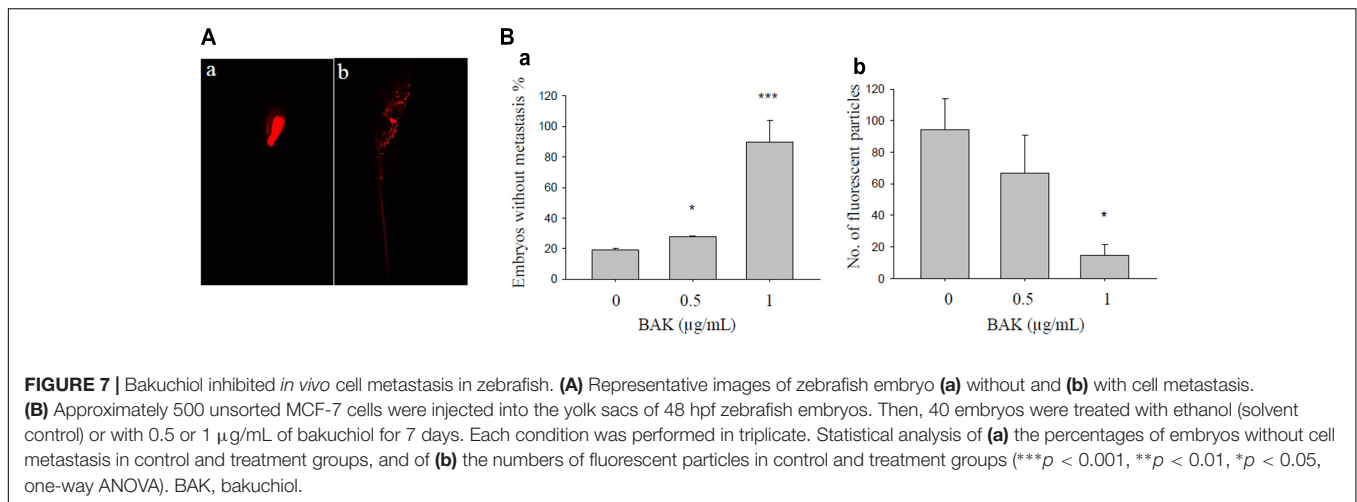 A
a
b
B
a
Embryos without metastasis %
120
100
80
60
40
20
0
*
***
0 0.5 1
BAK (µg/mL)
b
No. of fluorescent particles
120
100
80
60
40
20
0
*
0 0.5 1
BAK (µg/mL)
FIGURE 7 | Bakuchiol inhibited in vivo cell metastasis in zebrafish. (A) Representative images of zebrafish embryo (a) without and (b) with cell metastasis.
(B) Approximately 500 unsorted MCF-7 cells were injected into the yolk sacs of 48 hpf zebrafish embryos. Then, 40 embryos were treated with ethanol (solvent
control) or with 0.5 or 1 µg/mL of bakuchiol for 7 days. Each condition was performed in triplicate. Statistical analysis of (a) the percentages of embryos without cell
metastasis in control and treatment groups, and of (b) the numbers of fluorescent particles in control and treatment groups (***p < 0.001, **p < 0.01, *p < 0.05,
one-way ANOVA). BAK, bakuchiol.